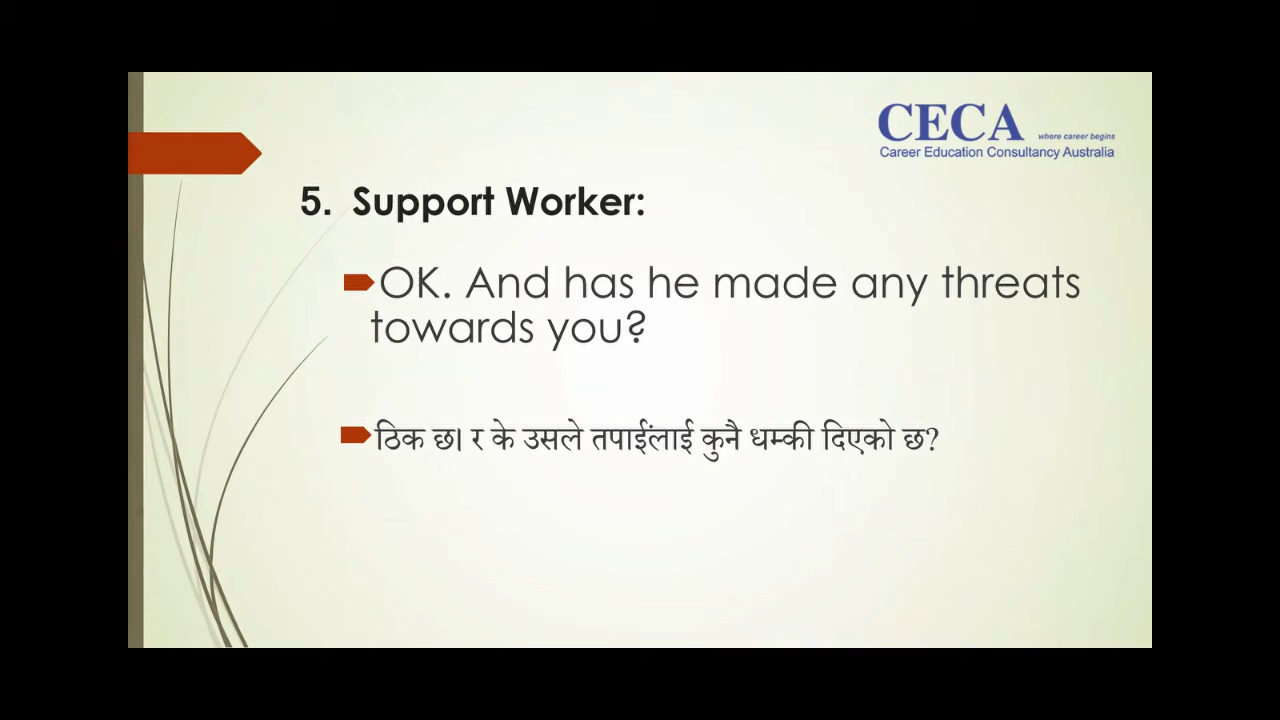 CECA where career begins
Career Education Consultancy Australia
5. Support Worker:
OK. And has he made any threats
towards you?
ठिक छ। र के उसले तपाईंलाई कुनै धम्की दिएको छ?